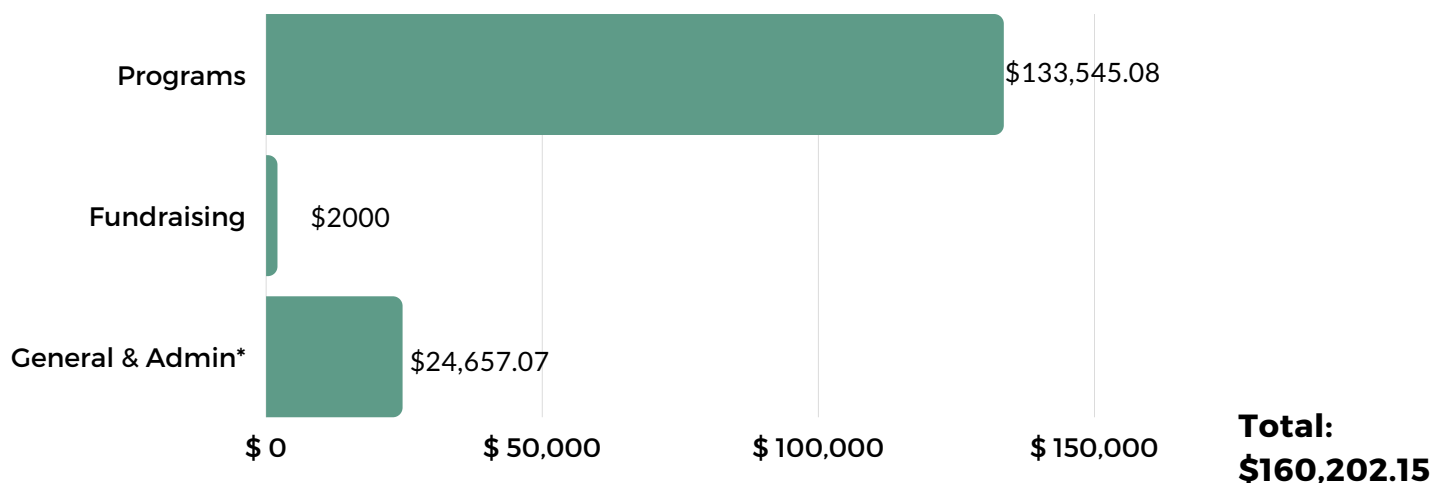 Programs
$133,545.08
Fundraising
$2000
General & Admin*
$24,657.07
$ 0
$ 50,000
$ 100,000
$ 150,000
Total:
$160,202.15